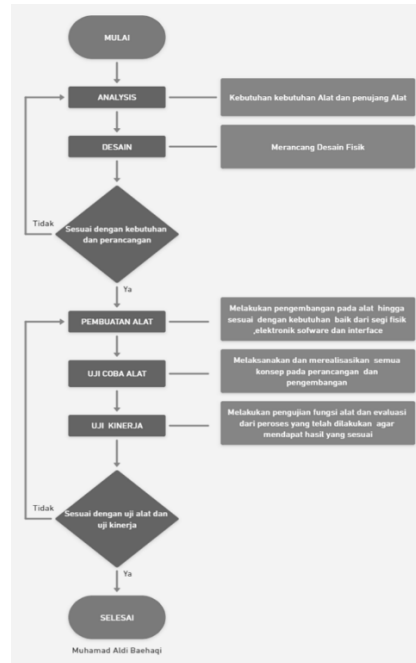 MULAI
ANALYSIS
Kebutuhan kebutuhan Alat dan penujang Alat
DESAIN
Merancang Desain Fisik
Tidak
Sesuai dengan kebutuhan
dan perancangan
Ya
PEMBUATAN ALAT
Melakukan pengembangan pada alat hingga
sesuai dengan kebutuhan baik dari segi fisik
,elektronik sofware dan interface
UJI COBA ALAT
Melaksanakan dan merealisasikan semua
konsep pada perancangan dan
pengembangan
UJI KINERJA
Melakukan pengujian fungsi alat dan evaluasi
dari peroses yang telah dilakukan agar
mendapat hasil yang sesuai
Tidak
Sesuai dengan uji alat dan
uji kinerja
Ya
SELESAI
Muhamad Aldi Baehaqi